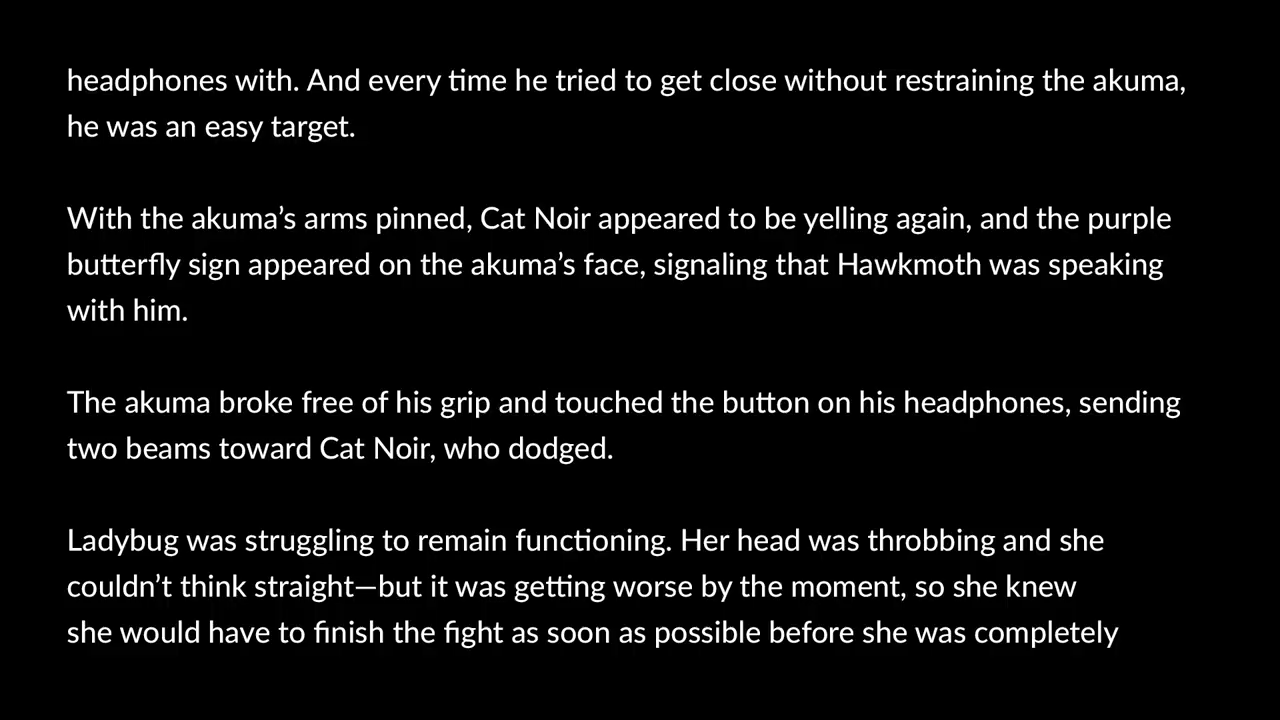 headphones with. And every time he tried to get close without restraining the akuma,
he was an easy target.
With the akuma’s arms pinned, Cat Noir appeared to be yelling again, and the purple
butterfly sign appeared on the akuma’s face, signaling that Hawkmoth was speaking
with him.
The akuma broke free of his grip and touched the button on his headphones, sending
two beams toward Cat Noir, who dodged.
Ladybug was struggling to remain functioning. Her head was throbbing and she
couldn’t think straight—but it was getting worse by the moment, so she knew
she would have to finish the fight as soon as possible before she was completely